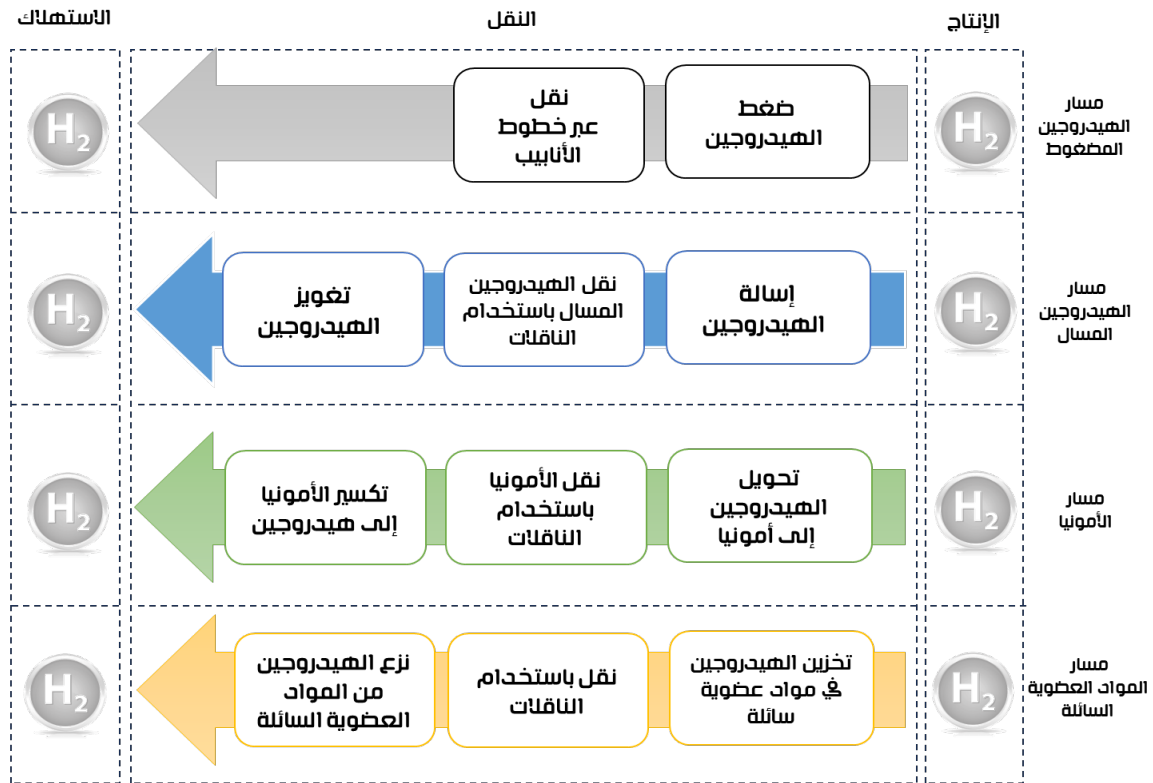 الإنتاج
النقل
الاستهلاك
مسار
الهيدروجين
المضغوط
H2
ضغط
الهيدروجين
نقل
عبر خطوط
الأنابيب
H2
مسار
الهيدروجين
المسال
H2
إسالة
الهيدروجين
نقل الهيدروجين
المسال باستخدام
الناقلات
تغويز
الهيدروجين
H2
مسار
الأمونيا
H2
تحويل
الهيدروجين
إلى أمونيا
نقل الأمونيا
باستخدام
الناقلات
تكسير الأمونيا
إلى هيدروجين
H2
مسار
المواد العضوية
السائلة
H2
تخزين الهيدروجين
في مواد عضوية
سائلة
نقل باستخدام
الناقلات
نزع الهيدروجين
من المواد
العضوية السائلة
H2